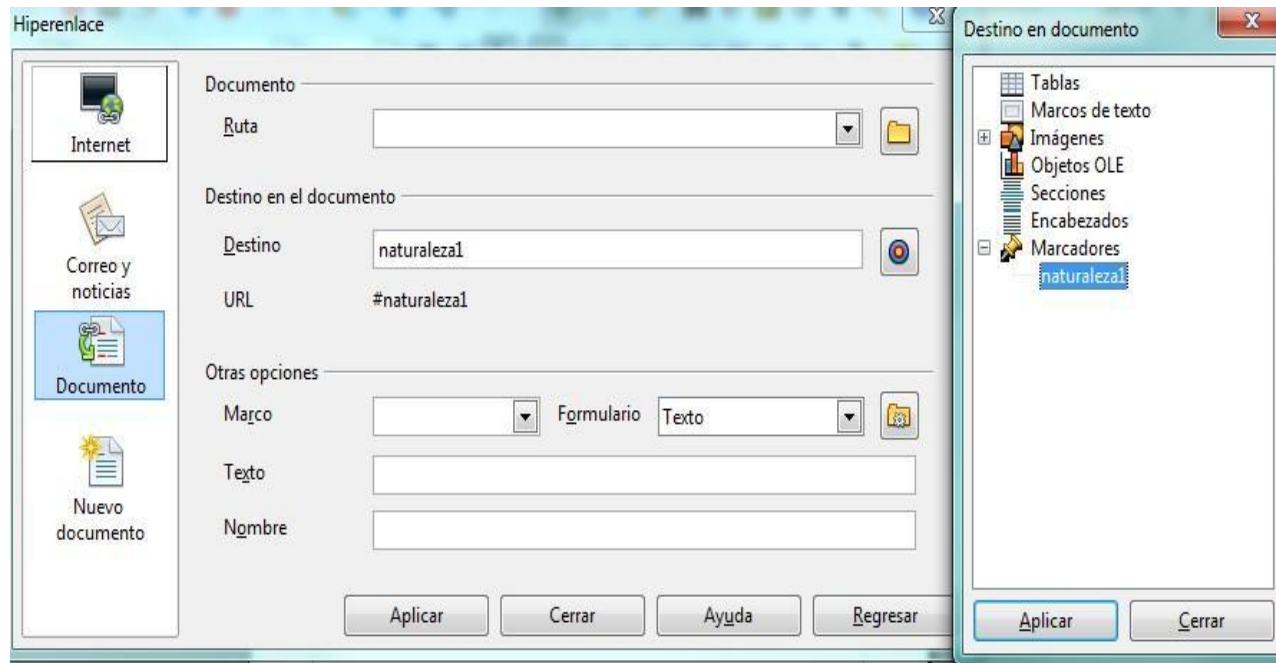 Hiperenlace
Internet
Correo y
noticias
Documento
Nuevo
documento
Documento
Ruta
Destino en el documento
Destino
naturaleza1
URL
#naturaleza1
Otras opciones
Marco
Formulario
Texto
Texto
Nombre
Aplicar
Cerrar
Ayuda
Regresar
Destino en documento
Tablas
Marcos de texto
Imágenes
Objetos OLE
Secciones
Encabezados
Marcadores
naturaleza1
Aplicar
Cerrar